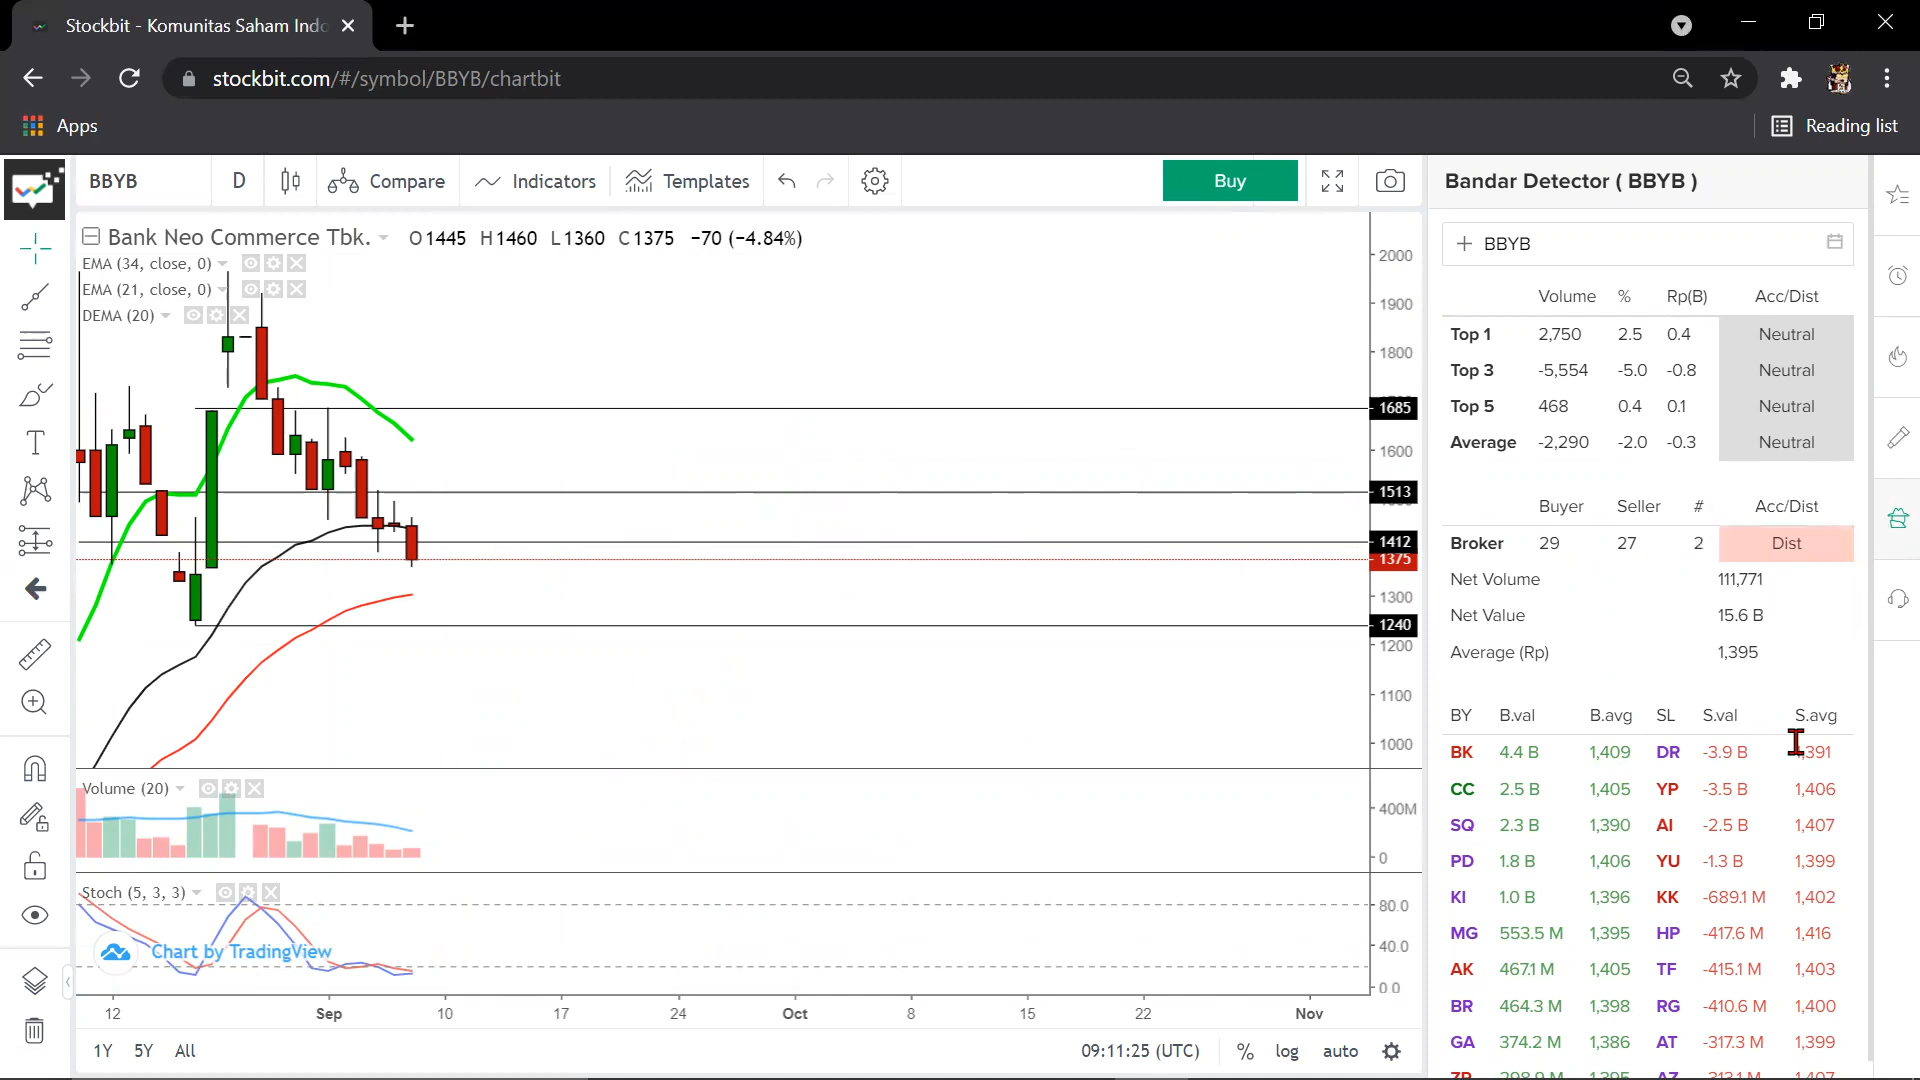 Stockbit - Komunitas Saham Indo
stockbit.com/#/symbol/BBYB/chartbit
Apps
Reading list
BBYB D Compare Indicators Templates Buy
Bandar Detector ( BBYB )
Bank Neo Commerce Tbk. O1445 H1460 L1360 C1375 -70 (-4.84%)
EMA (34, close, 0)
EMA (21, close, 0)
DEMA (20)
2000
1900
1800
1685
1600
1513
1412
1375
1300
1240
1200
1100
1000
Volume (20)
400M
0
Stoch (5, 3, 3)
80.0
40.0
0.0
Chart by TradingView
12 Sep 10 17 24 Oct 8 15 22 Nov
1Y 5Y All 09:11:25 (UTC) % log auto
BBYB
Volume % Rp(B) Acc/Dist
Top 1 2,750 2.5 0.4 Neutral
Top 3 -5,554 -5.0 -0.8 Neutral
Top 5 468 0.4 0.1 Neutral
Average -2,290 -2.0 -0.3 Neutral
Buyer Seller # Acc/Dist
Broker 29 27 2 Dist
Net Volume 111,771
Net Value 15.6 B
Average (Rp) 1,395
BY B.val B.avg SL S.val S.avg
BK 4.4 B 1,409 DR -3.9 B 1,391
CC 2.5 B 1,405 YP -3.5 B 1,406
SQ 2.3 B 1,390 AI -2.5 B 1,407
PD 1.8 B 1,406 YU -1.3 B 1,399
KI 1.0 B 1,396 KK -689.1 M 1,402
MG 553.5 M 1,395 HP -417.6 M 1,416
AK 467.1 M 1,405 TF -415.1 M 1,403
BR 464.3 M 1,398 RG -410.6 M 1,400
GA 374.2 M 1,386 AT -317.3 M 1,399